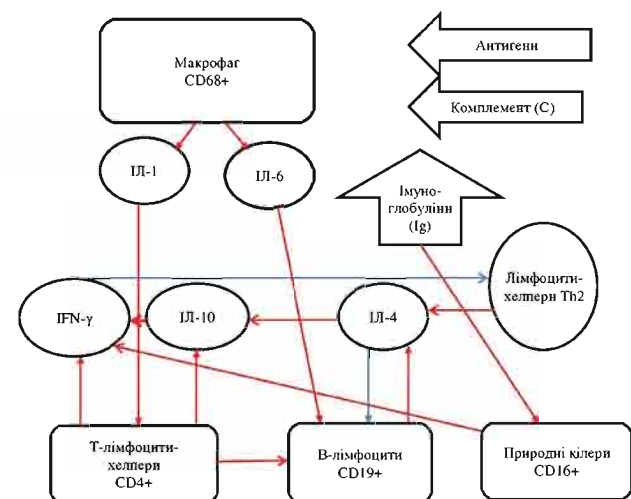 Антигени
Макрофаг
CD68+
Комплемент (C)
ІЛ-1
ІЛ-6
Імуно-
глобуліни
(Ig)
Лімфоцити-
хелпери Th2
IFN-γ
ІЛ-10
ІЛ-4
Т-лімфоцити-
хелпери
CD4+
В-лімфоцити
CD19+
Природні кілери
CD16+